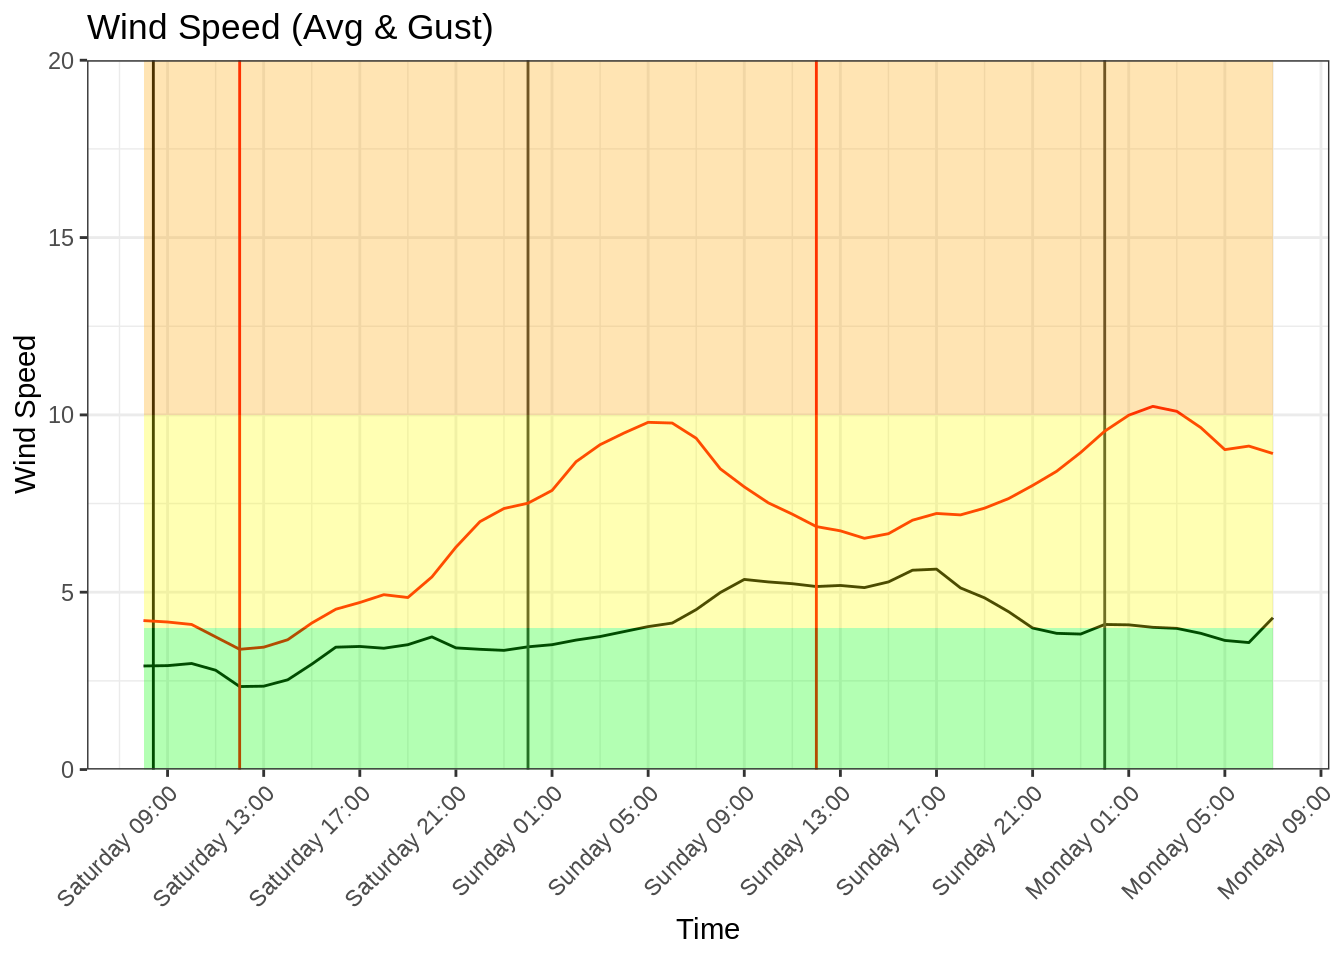 Wind Speed (Avg & Gust)
20
15
10
5
0
Wind Speed
Saturday 09:00
Saturday 13:00
Saturday 17:00
Saturday 21:00
Sunday 01:00
Sunday 05:00
Sunday 09:00
Sunday 13:00
Sunday 17:00
Sunday 21:00
Monday 01:00
Monday 05:00
Monday 09:00
Time